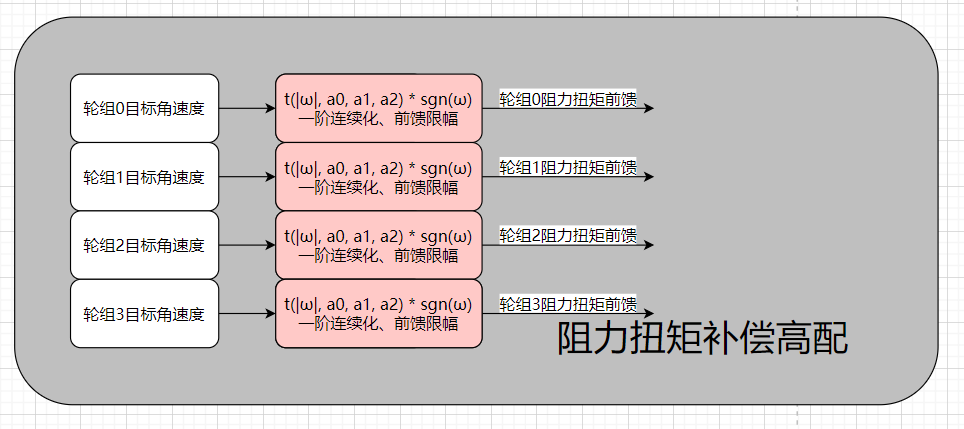 轮组0目标角速度
t(|ω|, a0, a1, a2) * sgn(ω)
一阶连续化、前馈限幅
轮组0阻力扭矩前馈
轮组1目标角速度
t(|ω|, a0, a1, a2) * sgn(ω)
一阶连续化、前馈限幅
轮组1阻力扭矩前馈
轮组2目标角速度
t(|ω|, a0, a1, a2) * sgn(ω)
一阶连续化、前馈限幅
轮组2阻力扭矩前馈
轮组3目标角速度
t(|ω|, a0, a1, a2) * sgn(ω)
一阶连续化、前馈限幅
轮组3阻力扭矩前馈
阻力扭矩补偿高配